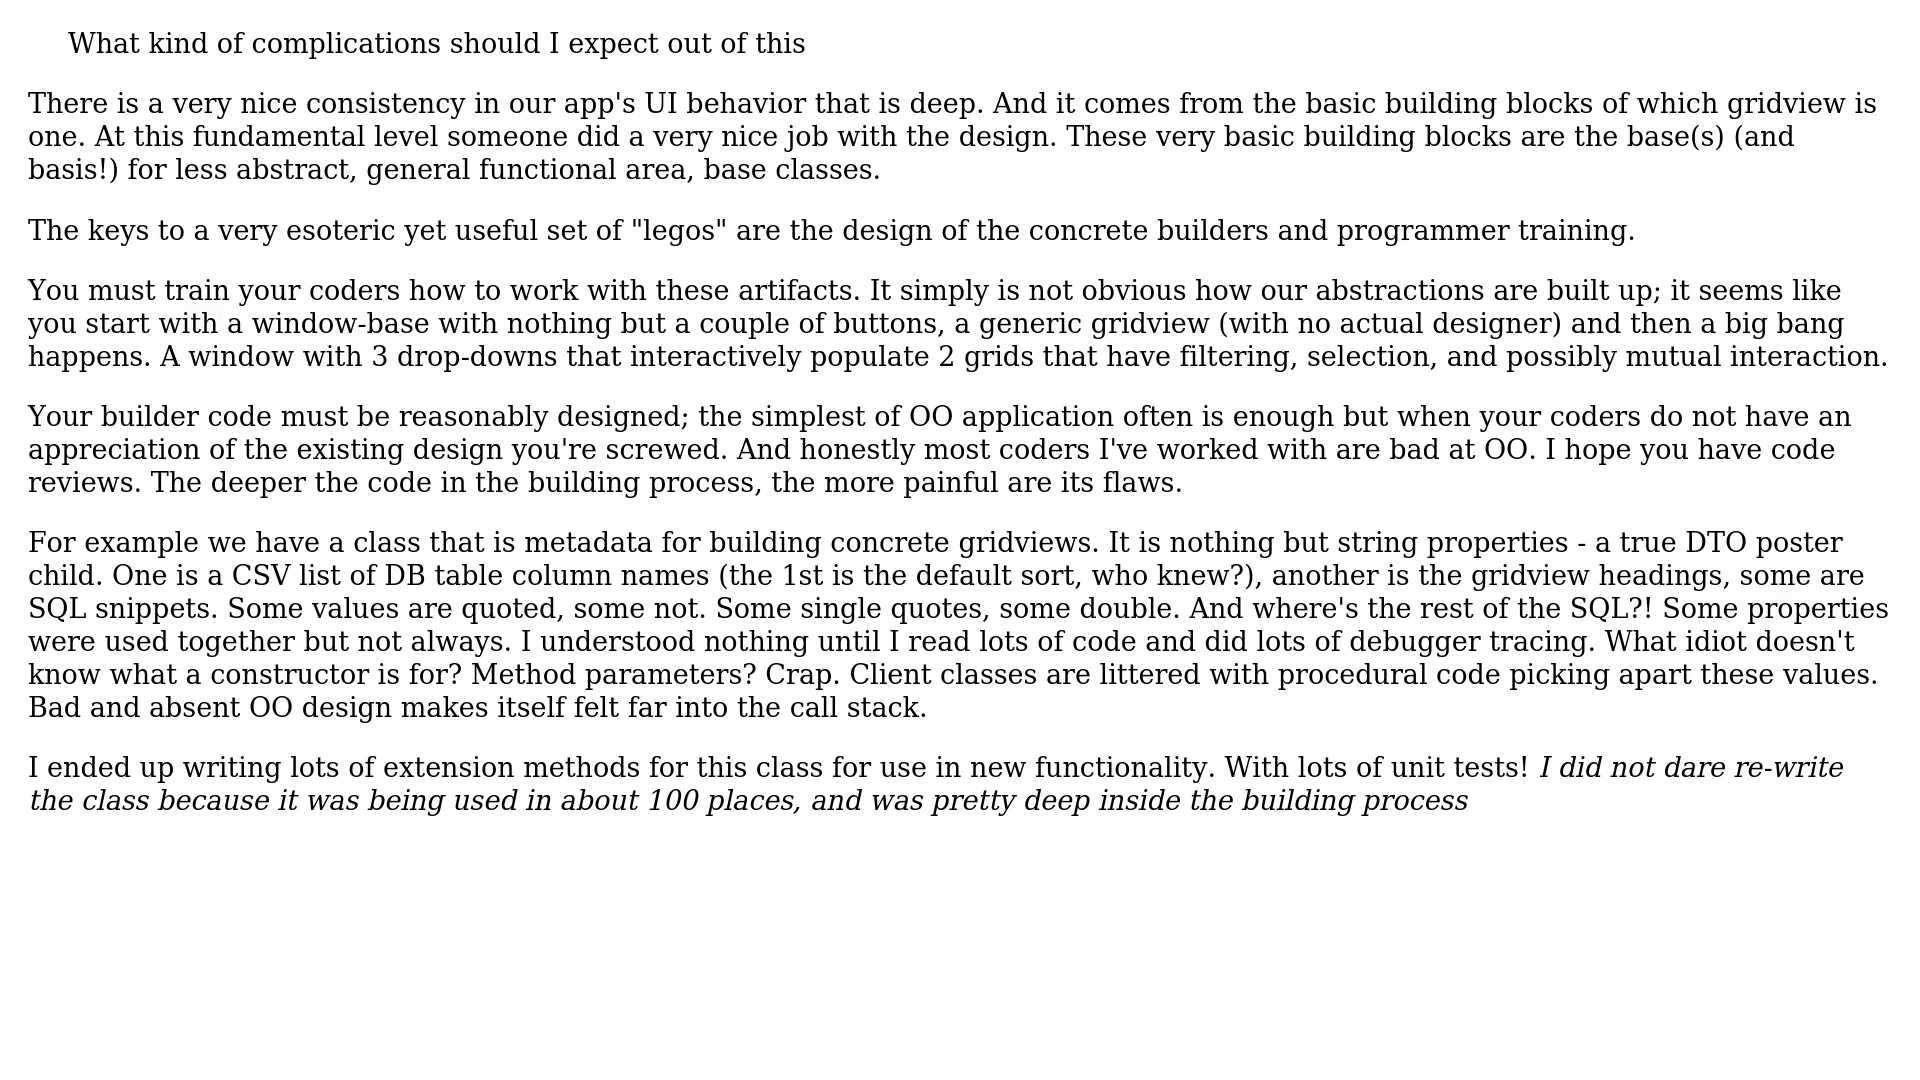 What kind of complications should I expect out of this
There is a very nice consistency in our app's UI behavior that is deep. And it comes from the basic building blocks of which gridview is
one. At this fundamental level someone did a very nice job with the design. These very basic building blocks are the base(s) (and
basis!) for less abstract, general functional area, base classes.
The keys to a very esoteric yet useful set of "legos" are the design of the concrete builders and programmer training.
You must train your coders how to work with these artifacts. It simply is not obvious how our abstractions are built up; it seems like
you start with a window-base with nothing but a couple of buttons, a generic gridview (with no actual designer) and then a big bang
happens. A window with 3 drop-downs that interactively populate 2 grids that have filtering, selection, and possibly mutual interaction.
Your builder code must be reasonably designed; the simplest of OO application often is enough but when your coders do not have an
appreciation of the existing design you're screwed. And honestly most coders I've worked with are bad at OO. I hope you have code
reviews. The deeper the code in the building process, the more painful are its flaws.
For example we have a class that is metadata for building concrete gridviews. It is nothing but string properties - a true DTO poster
child. One is a CSV list of DB table column names (the 1st is the default sort, who knew?), another is the gridview headings, some are
SQL snippets. Some values are quoted, some not. Some single quotes, some double. And where's the rest of the SQL?! Some properties
were used together but not always. I understood nothing until I read lots of code and did lots of debugger tracing. What idiot doesn't
know what a constructor is for? Method parameters? Crap. Client classes are littered with procedural code picking apart these values.
Bad and absent OO design makes itself felt far into the call stack.
I ended up writing lots of extension methods for this class for use in new functionality. With lots of unit tests! I did not dare re-write
the class because it was being used in about 100 places, and was pretty deep inside the building process